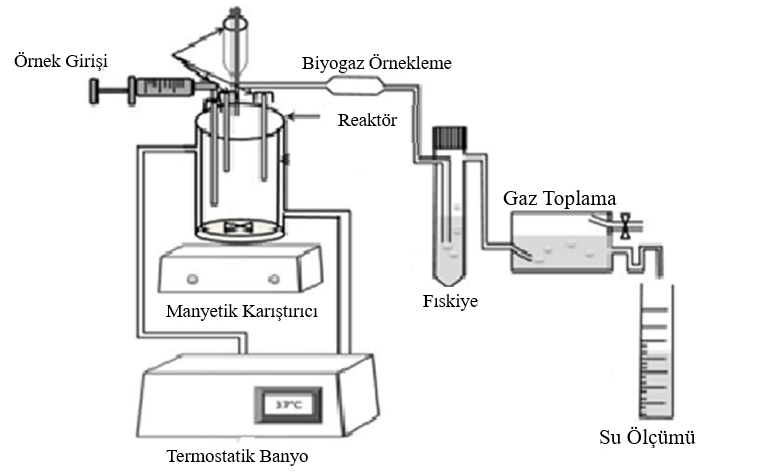 Örnek Girişi
Biyogaz Örnekleme
Reaktör
Gaz Toplama
Manyetik Karıştırıcı
Fıskiye
37°C
Su Ölçümü
Termostatik Banyo